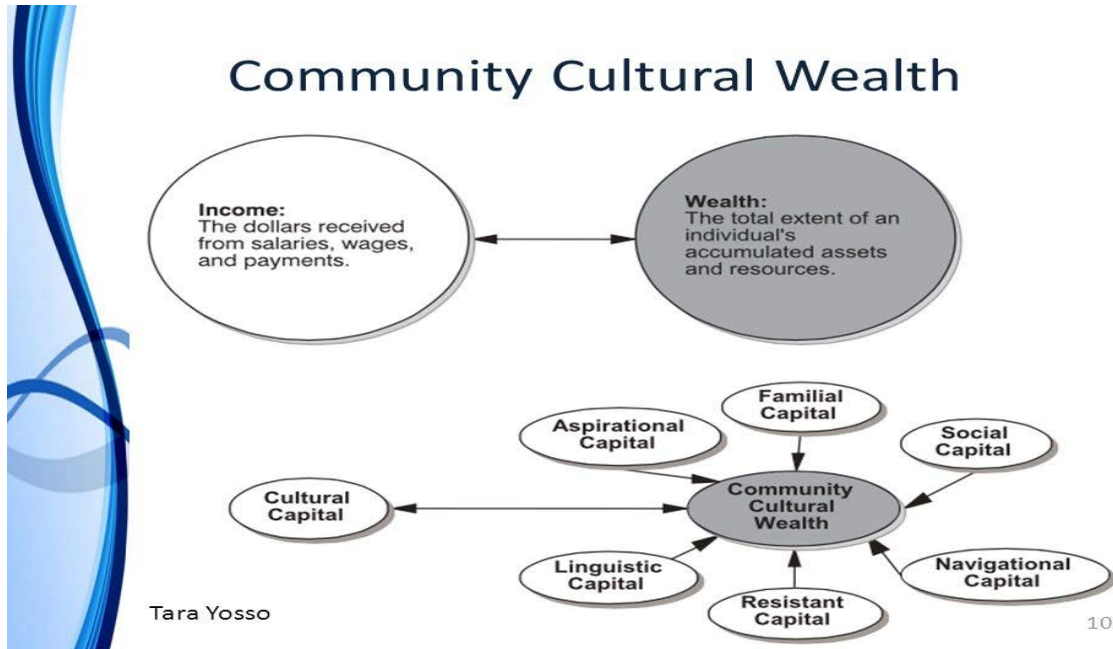 Community Cultural Wealth
Income:
The dollars received
from salaries, wages,
and payments.
Wealth:
The total extent of an
individual's
accumulated assets
and resources.
Familial
Capital
Aspirational
Capital
Social
Capital
Cultural
Capital
Community
Cultural
Wealth
Linguistic
Capital
Navigational
Capital
Resistant
Capital
Tara Yosso
10